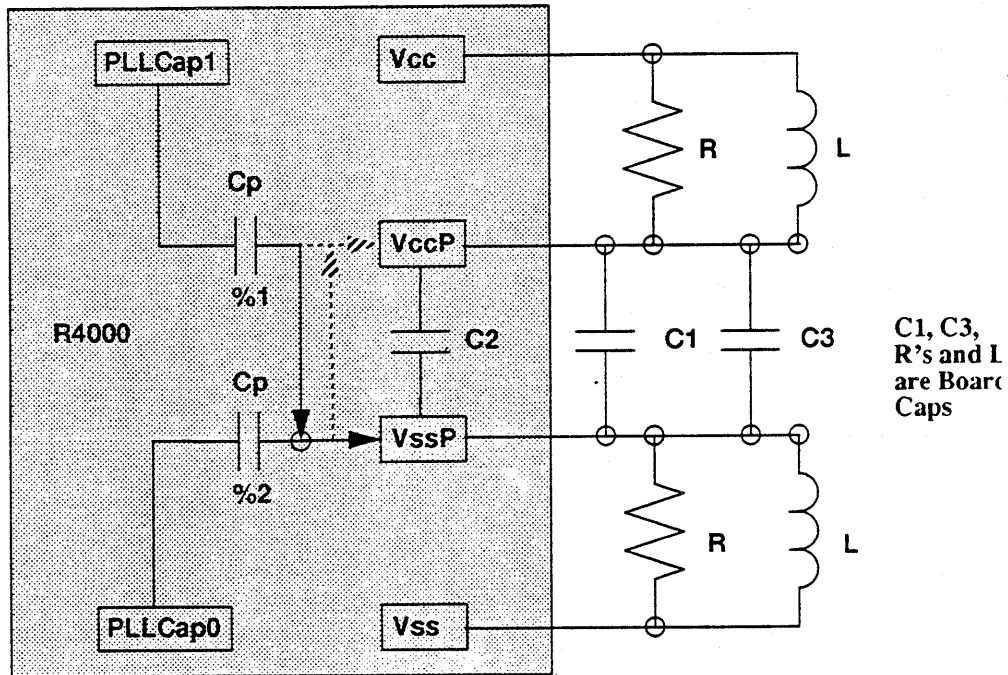 PLLCap1
Vcc
R
L
Cp
VccP
%1
R4000
C2
C1
C3
C1, C3,
R's and L
are Board
Caps
Cp
VssP
%2
R
L
PLLCap0
Vss